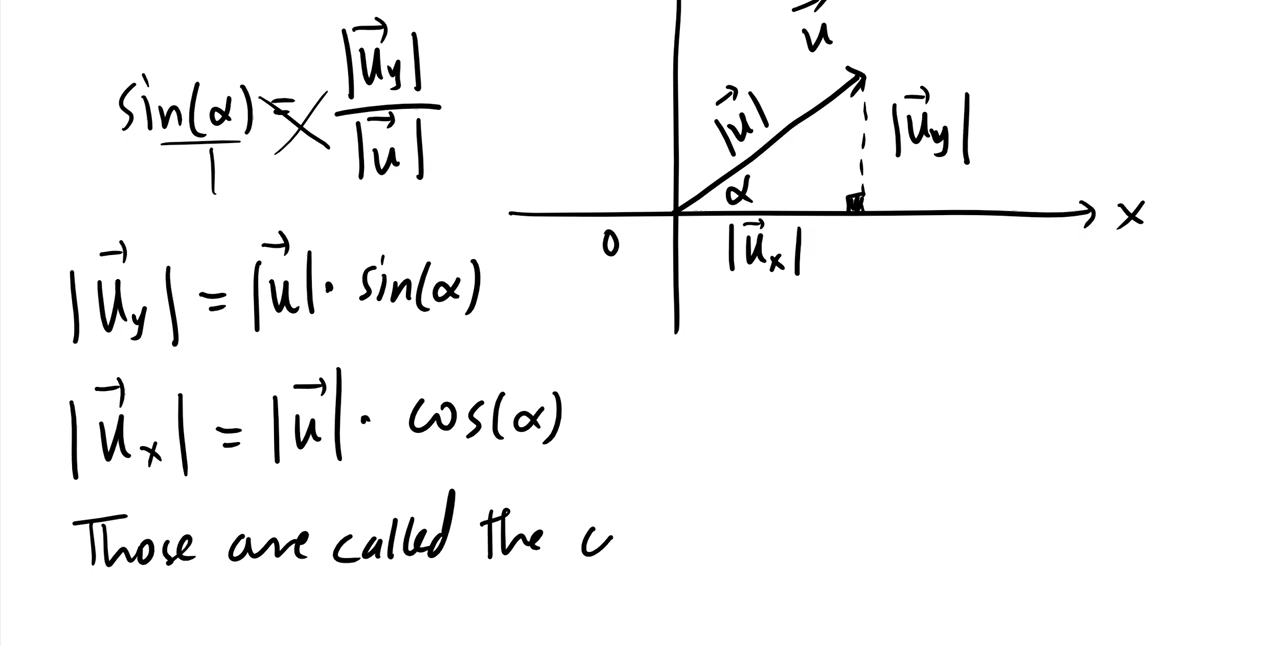 sin(α)/1 = |u⃗y|/|u⃗|
|u⃗y| = |u⃗| · sin(α)
|u⃗x| = |u⃗| · cos(α)
Those are called the c
u⃗
|u⃗|
|u⃗y|
α
x
0
|u⃗x|